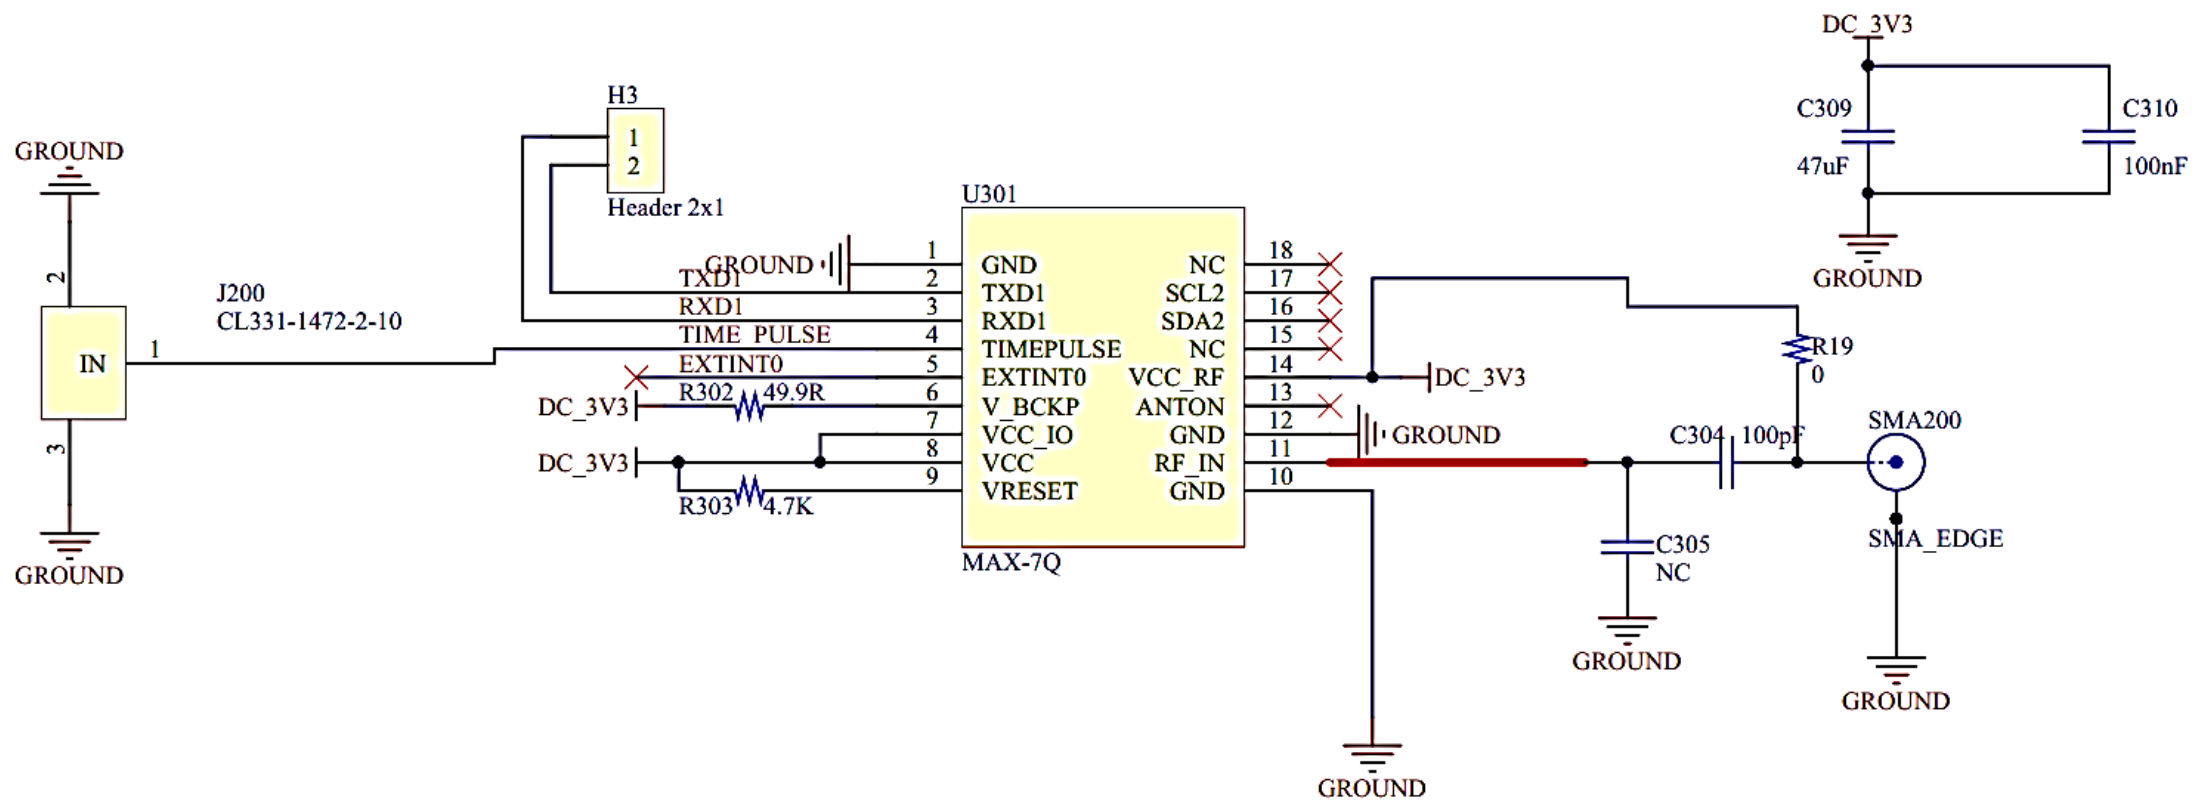 DC_3V3
C309
47uF
C310
100nF
GROUND
H3
1
2
Header 2x1
GROUND
2
J200
CL331-1472-2-10
IN
1
3
GROUND
U301
GROUND
1 GND
TXD1 2 TXD1
RXD1 3 RXD1
TIME_PULSE 4 TIMEPULSE
EXTINT0 5 EXTINT0
DC_3V3 R302 49.9R 6 V_BCKP
7 VCC_IO
DC_3V3 8 VCC
R303 4.7K 9 VRESET
NC 18
SCL2 17
SDA2 16
NC 15
VCC_RF 14 DC_3V3
ANTON 13
GND 12 GROUND
RF_IN 11
GND 10
MAX-7Q
R19
0
C304 100pF
SMA200
SMA_EDGE
C305
NC
GROUND
GROUND
GROUND